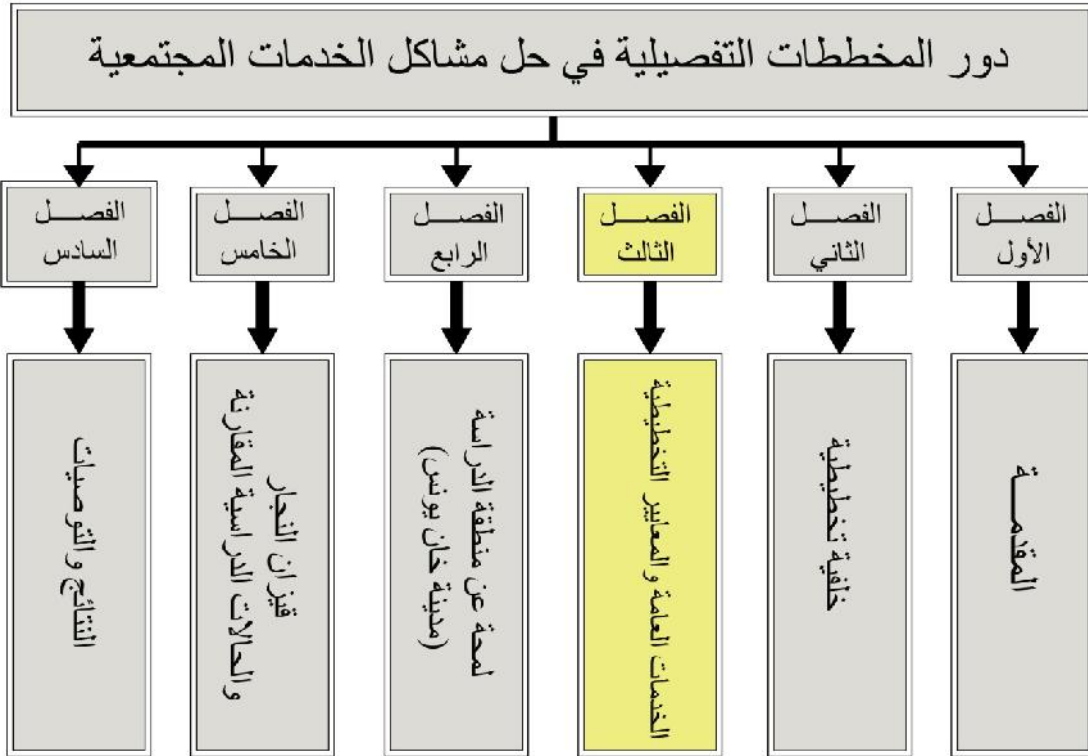 دور المخططات التفصيلية في حل مشاكل الخدمات المجتمعية
الفصل
الأول
الفصل
الثاني
الفصل
الثالث
الفصل
الرابع
الفصل
الخامس
الفصل
السادس
المقدمة
خلفية تخطيطية
الخدمات العامة والمعايير التخطيطية
لمحة عن منطقة الدراسة
(مدينة خان يونس)
قيزان النجار
والحالات الدراسية المقارنة
النتائج والتوصيات